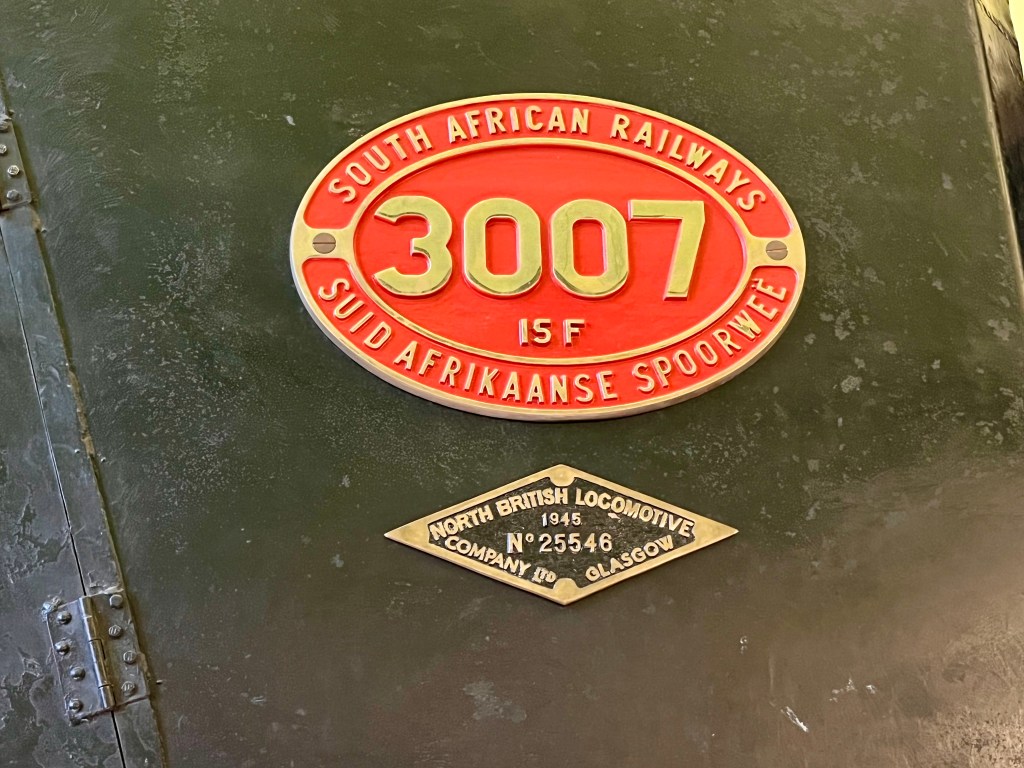 SOUTH AFRICAN RAILWAYS
3007
15F
SUID AFRIKAANSE SPOORWEË
NORTH BRITISH LOCOMOTIVE
1945
Nº 25546
COMPANY LTD GLASGOW